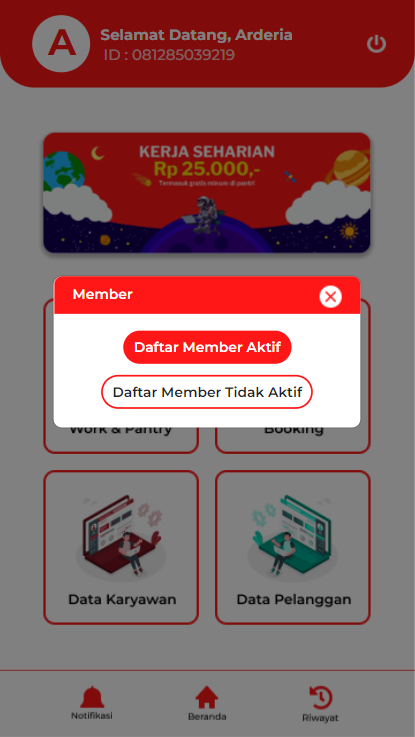 A
Selamat Datang, Arderia
ID : 081285039219
KERJA SEHARIAN
Rp 25.000,-
Termasuk gratis minum di pantri
Member
Daftar Member Aktif
Daftar Member Tidak Aktif
Work & Pantry
Booking
Data Karyawan
Data Pelanggan
Notifikasi
Beranda
Riwayat